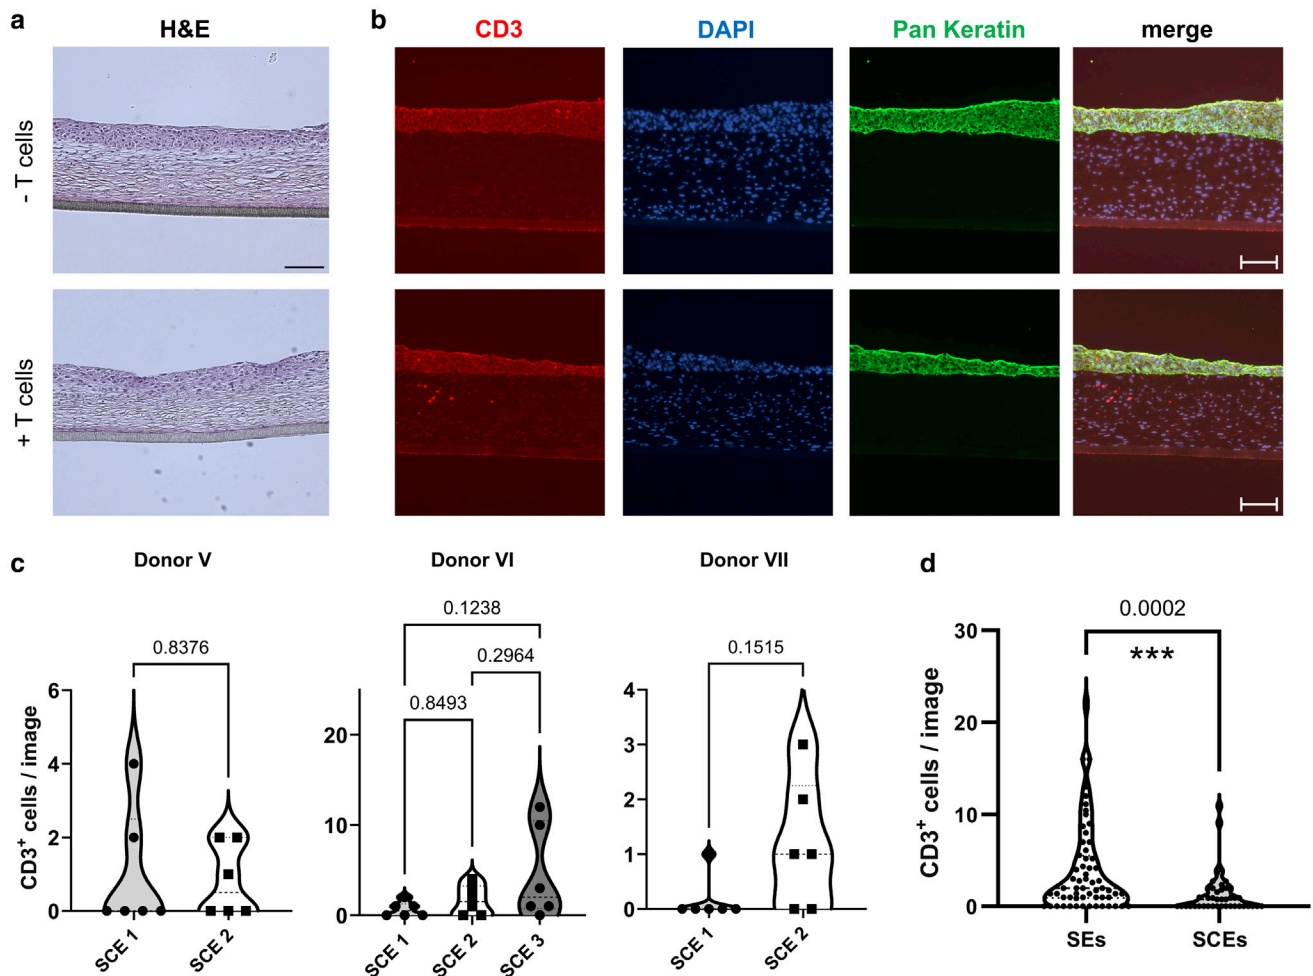 a
H&E
b
CD3
DAPI
Pan Keratin
merge
- T cells
+ T cells
c
Donor V
Donor VI
Donor VII
d
0.8376
0.1238
0.2964
0.8493
0.1515
0.0002
***
CD3+ cells / image
6
4
2
0
SCE 1
SCE 2
20
10
0
SCE 1
SCE 2
SCE 3
4
3
2
1
0
SCE 1
SCE 2
CD3+ cells / image
30
20
10
0
SEs
SCEs